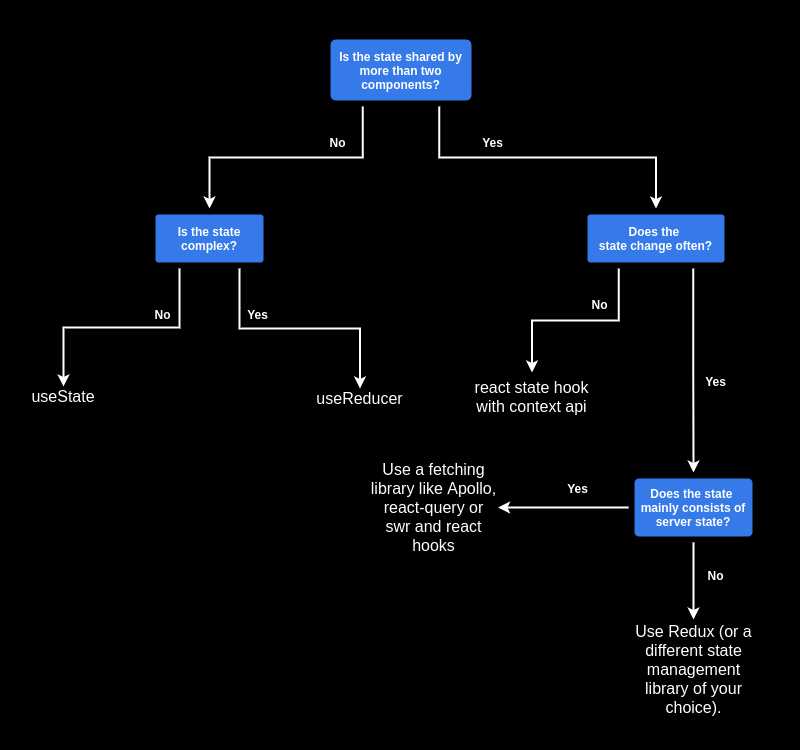 Is the state shared by
more than two
components?
No
Yes
Is the state
complex?
Does the
state change often?
No
Yes
No
Yes
useState
useReducer
react state hook
with context api
Use a fetching
library like Apollo,
react-query or
swr and react
hooks
Yes
Does the state
mainly consists of
server state?
No
Use Redux (or a
different state
management
library of your
choice).